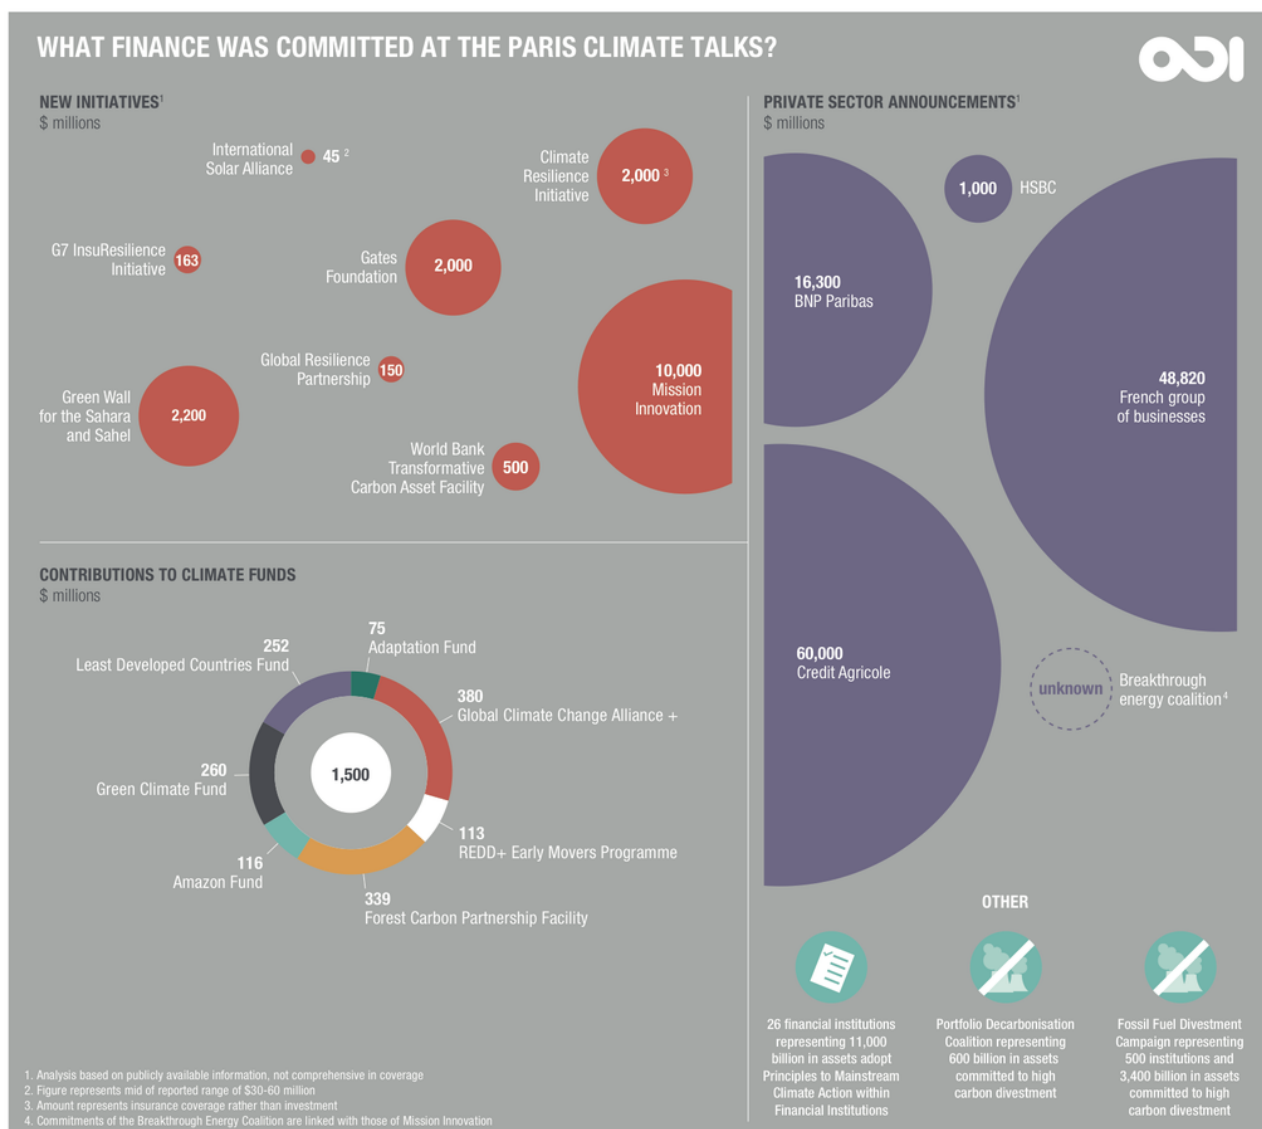 WHAT FINANCE WAS COMMITTED AT THE PARIS CLIMATE TALKS?
ODI
NEW INITIATIVES¹
$ millions
International
Solar Alliance
45 ²
Climate
Resilience
Initiative
2,000 ³
G7 InsuResilience
Initiative
163
Gates
Foundation
2,000
Global Resilience
Partnership
150
10,000
Mission
Innovation
Green Wall
for the Sahara
and Sahel
2,200
World Bank
Transformative
Carbon Asset Facility
500
CONTRIBUTIONS TO CLIMATE FUNDS
$ millions
75
Adaptation Fund
252
Least Developed Countries Fund
380
Global Climate Change Alliance +
260
Green Climate Fund
1,500
113
REDD+ Early Movers Programme
116
Amazon Fund
339
Forest Carbon Partnership Facility
1. Analysis based on publicly available information, not comprehensive in coverage
2. Figure represents mid of reported range of $30-60 million
3. Amount represents insurance coverage rather than investment
4. Commitments of the Breakthrough Energy Coalition are linked with those of Mission Innovation
PRIVATE SECTOR ANNOUNCEMENTS¹
$ millions
1,000
HSBC
16,300
BNP Paribas
48,820
French group
of businesses
60,000
Credit Agricole
unknown
Breakthrough
energy coalition⁴
OTHER
26 financial institutions
representing 11,000
billion in assets adopt
Principles to Mainstream
Climate Action within
Financial Institutions
Portfolio Decarbonisation
Coalition representing
600 billion in assets
committed to high
carbon divestment
Fossil Fuel Divestment
Campaign representing
500 institutions and
3,400 billion in assets
committed to high
carbon divestment